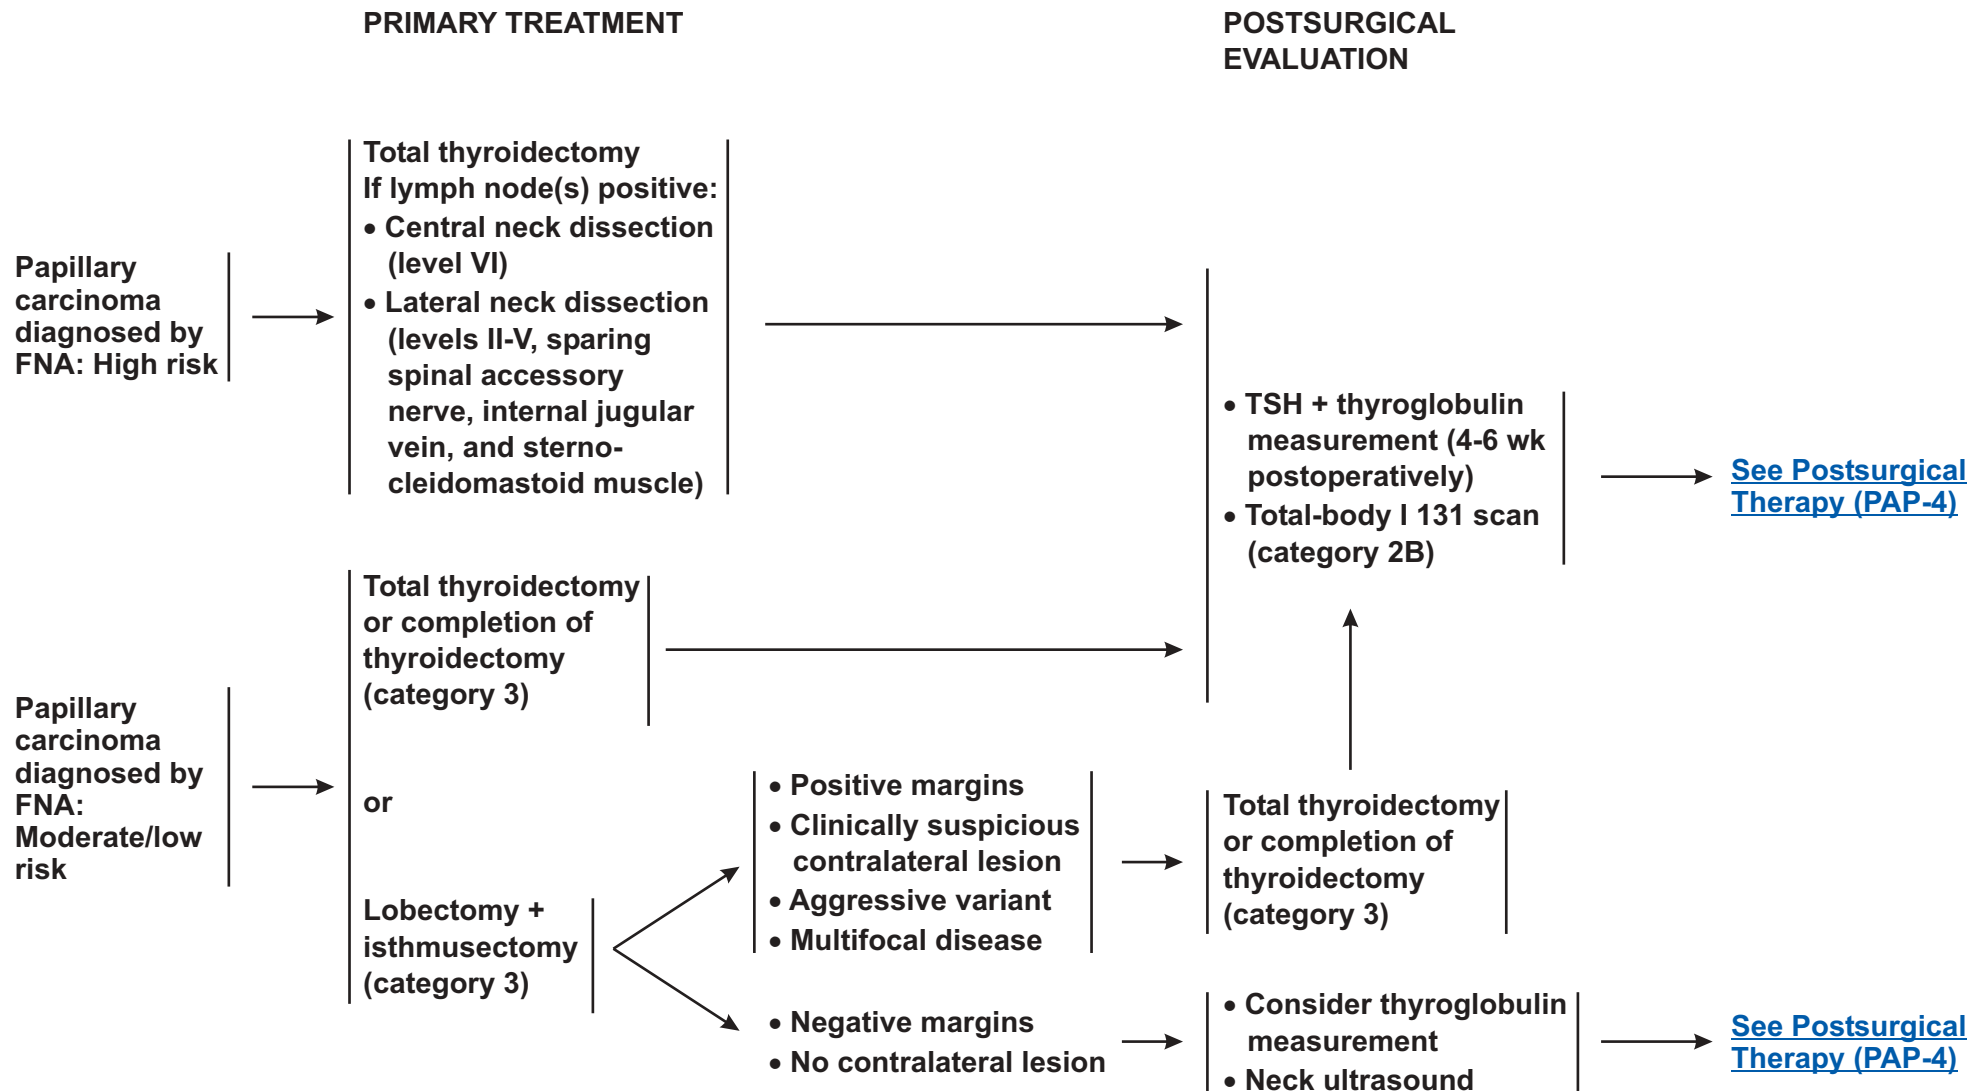 PRIMARY TREATMENT
POSTSURGICAL
EVALUATION
Papillary
carcinoma
diagnosed by
FNA: High risk
Total thyroidectomy
If lymph node(s) positive:
• Central neck dissection
(level VI)
• Lateral neck dissection
(levels II-V, sparing
spinal accessory
nerve, internal jugular
vein, and sterno-
cleidomastoid muscle)
• TSH + thyroglobulin
measurement (4-6 wk
postoperatively)
• Total-body I 131 scan
(category 2B)
See Postsurgical
Therapy (PAP-4)
Papillary
carcinoma
diagnosed by
FNA:
Moderate/low
risk
Total thyroidectomy
or completion of
thyroidectomy
(category 3)
or
Lobectomy +
isthmusectomy
(category 3)
• Positive margins
• Clinically suspicious
contralateral lesion
• Aggressive variant
• Multifocal disease
Total thyroidectomy
or completion of
thyroidectomy
(category 3)
• Negative margins
• No contralateral lesion
• Consider thyroglobulin
measurement
• Neck ultrasound
See Postsurgical
Therapy (PAP-4)